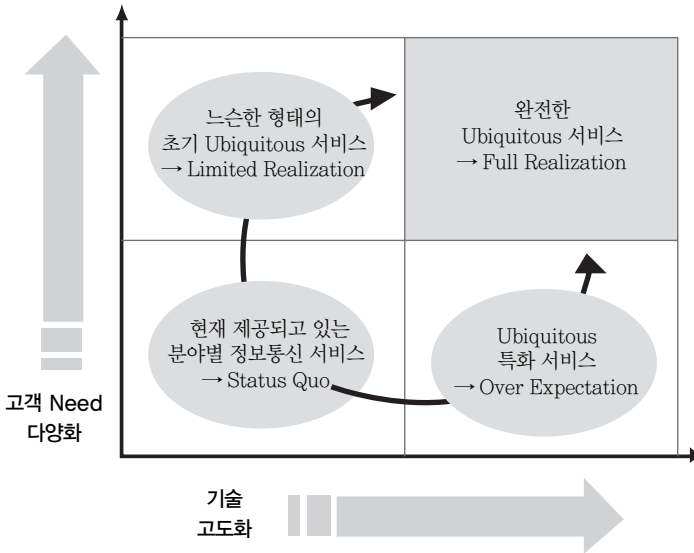 느슨한 형태의
초기 Ubiquitous 서비스
→ Limited Realization
완전한
Ubiquitous 서비스
→ Full Realization
현재 제공되고 있는
분야별 정보통신 서비스
→ Status Quo
Ubiquitous
특화 서비스
→ Over Expectation
고객 Need
다양화
기술
고도화